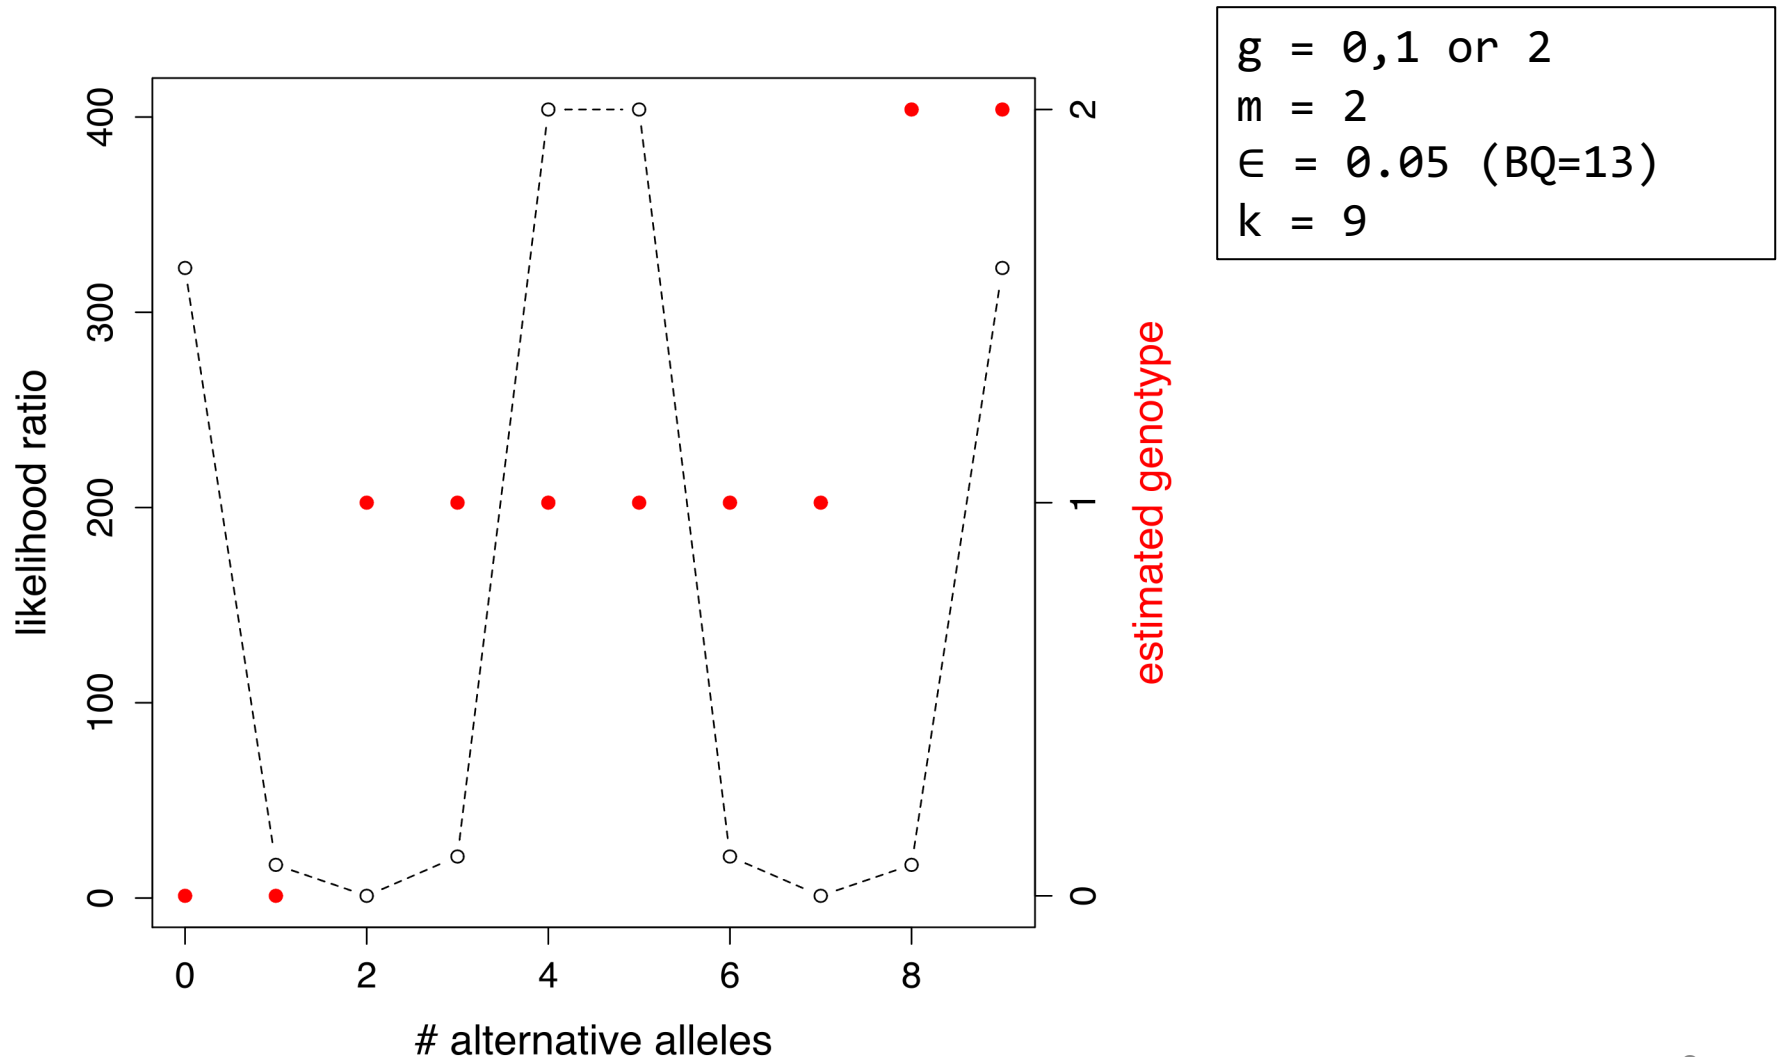 g = 0,1 or 2
m = 2
∈ = 0.05 (BQ=13)
k = 9
likelihood ratio
400
300
200
100
0
2
1
0
estimated genotype
0 2 4 6 8
# alternative alleles